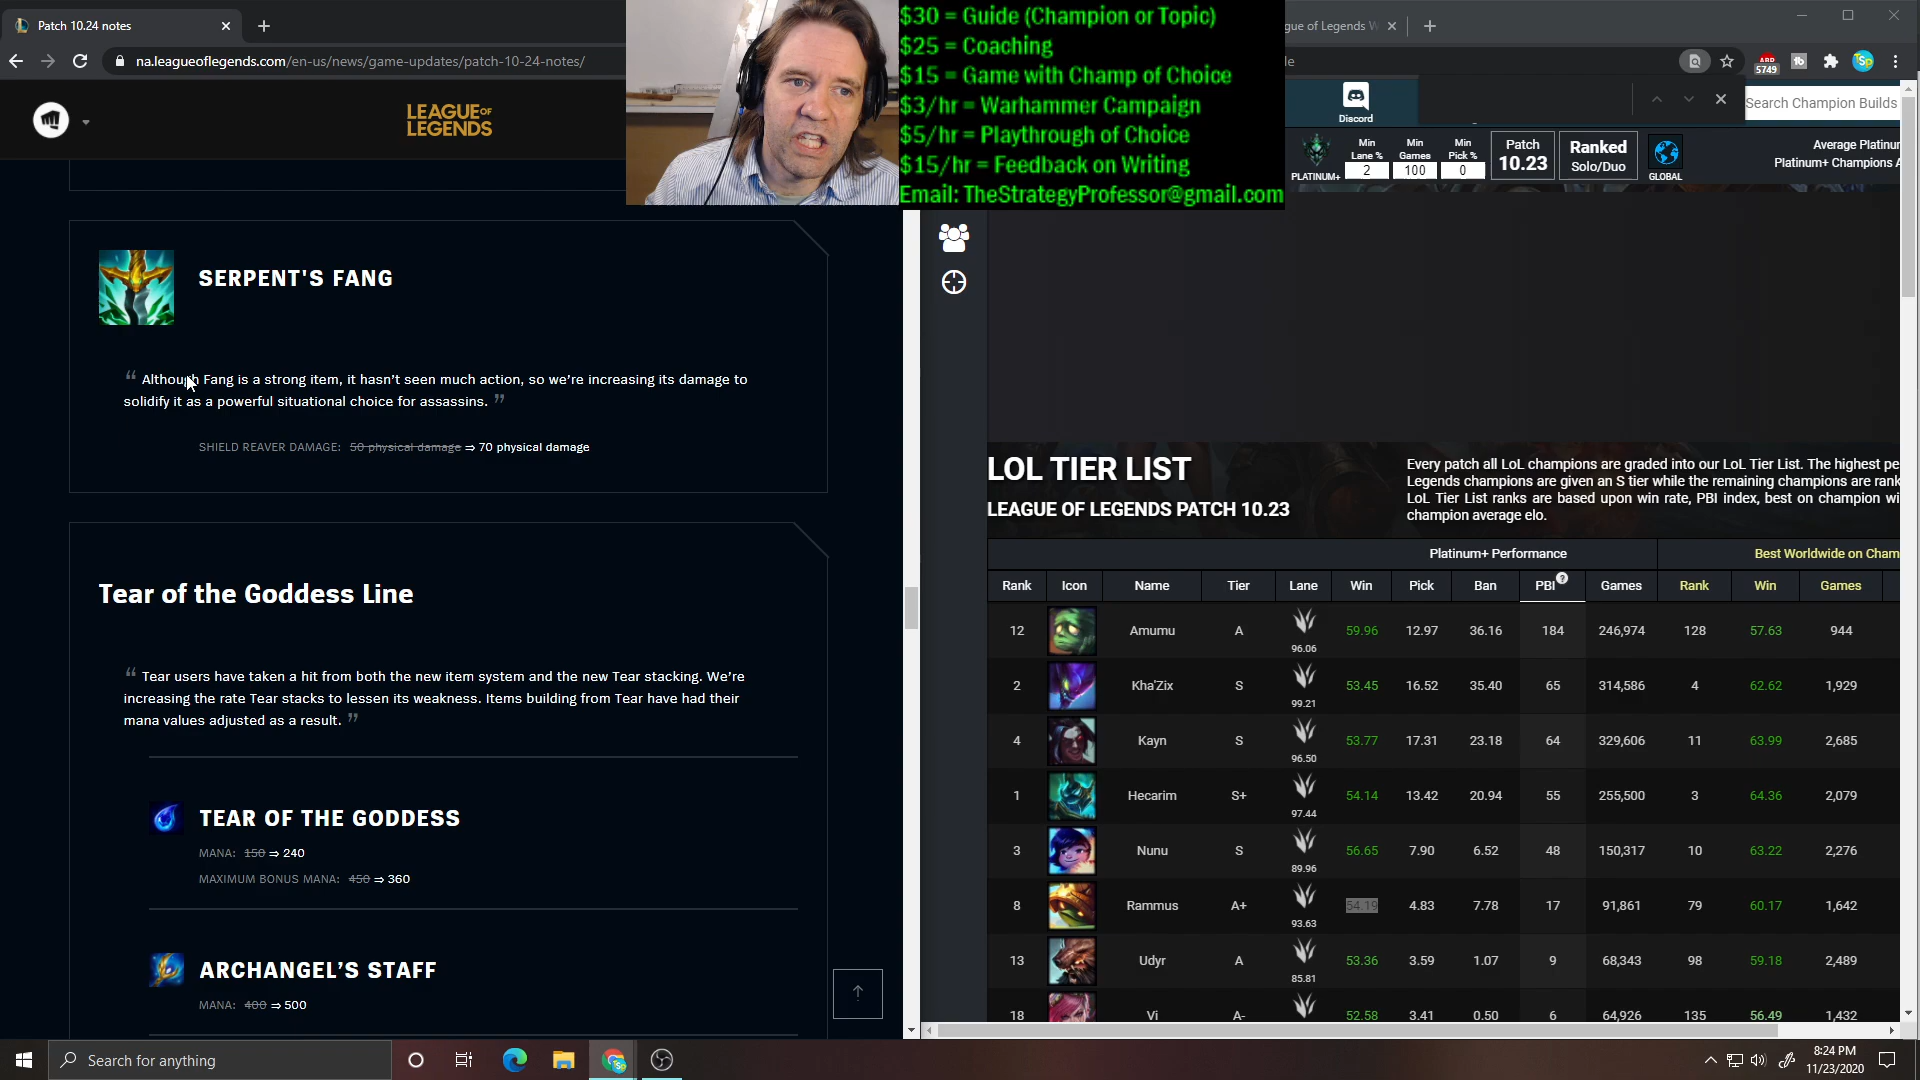 Patch 10.24 notes
na.leagueoflegends.com/en-us/news/game-updates/patch-10-24-notes/
LEAGUE OF
LEGENDS
SERPENT'S FANG
“ Although Fang is a strong item, it hasn't seen much action, so we're increasing its damage to
solidify it as a powerful situational choice for assassins. ”
SHIELD REAVER DAMAGE: 50 physical damage ⇒ 70 physical damage
Tear of the Goddess Line
“ Tear users have taken a hit from both the new item system and the new Tear stacking. We're
increasing the rate Tear stacks to lessen its weakness. Items building from Tear have had their
mana values adjusted as a result. ”
TEAR OF THE GODDESS
MANA: 150 ⇒ 240
MAXIMUM BONUS MANA: 450 ⇒ 360
ARCHANGEL'S STAFF
MANA: 400 ⇒ 500
$30 = Guide (Champion or Topic)
$25 = Coaching
$15 = Game with Champ of Choice
$3/hr = Warhammer Campaign
$5/hr = Playthrough of Choice
$15/hr = Feedback on Writing
Email: TheStrategyProfessor@gmail.com
gue of Legends W
le
ABP
5749
TSp
Discord
Search Champion Builds
PLATINUM+
Min
Lane %
2
Min
Games
100
Min
Pick %
0
Patch
10.23
Ranked
Solo/Duo
GLOBAL
Average Platinu
Platinum+ Champions A
LOL TIER LIST
LEAGUE OF LEGENDS PATCH 10.23
Every patch all LoL champions are graded into our LoL Tier List. The highest pe
Legends champions are given an S tier while the remaining champions are rank
LoL Tier List ranks are based upon win rate, PBI index, best on champion wi
champion average elo.
Platinum+ Performance Best Worldwide on Cham
Rank Icon Name Tier Lane Win Pick Ban PBI ? Games Rank Win Games
12 Amumu A 96.06 59.96 12.97 36.16 184 246,974 128 57.63 944
2 Kha'Zix S 99.21 53.45 16.52 35.40 65 314,586 4 62.62 1,929
4 Kayn S 96.50 53.77 17.31 23.18 64 329,606 11 63.99 2,685
1 Hecarim S+ 97.44 54.14 13.42 20.94 55 255,500 3 64.36 2,079
3 Nunu S 89.96 56.65 7.90 6.52 48 150,317 10 63.22 2,276
8 Rammus A+ 93.63 54.19 4.83 7.78 17 91,861 79 60.17 1,642
13 Udyr A 85.81 53.36 3.59 1.07 9 68,343 98 59.18 2,489
18 Vi A- 52.58 3.41 0.50 6 64,926 135 56.49 1,432
Search for anything
8:24 PM
11/23/2020